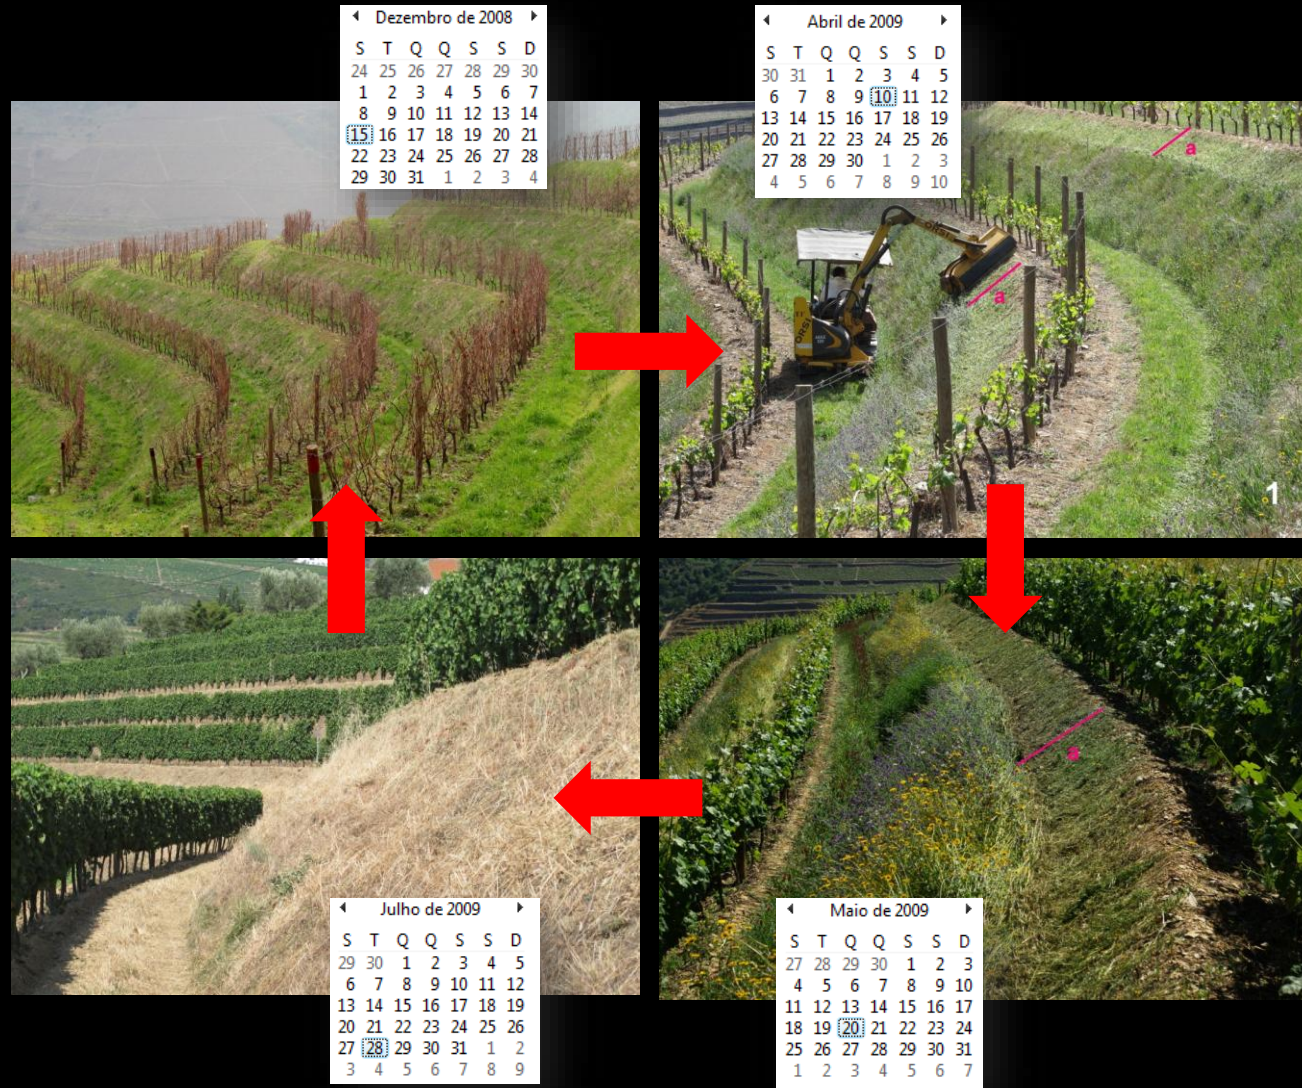 Dezembro de 2008
S T Q Q S S D
24 25 26 27 28 29 30
1 2 3 4 5 6 7
8 9 10 11 12 13 14
15 16 17 18 19 20 21
22 23 24 25 26 27 28
29 30 31 1 2 3 4
Abril de 2009
S T Q Q S S D
30 31 1 2 3 4 5
6 7 8 9 10 11 12
13 14 15 16 17 18 19
20 21 22 23 24 25 26
27 28 29 30 1 2 3
4 5 6 7 8 9 10
a
ORSI
ORSI
a
1
a
Julho de 2009
S T Q Q S S D
29 30 1 2 3 4 5
6 7 8 9 10 11 12
13 14 15 16 17 18 19
20 21 22 23 24 25 26
27 28 29 30 31 1 2
3 4 5 6 7 8 9
Maio de 2009
S T Q Q S S D
27 28 29 30 1 2 3
4 5 6 7 8 9 10
11 12 13 14 15 16 17
18 19 20 21 22 23 24
25 26 27 28 29 30 31
1 2 3 4 5 6 7